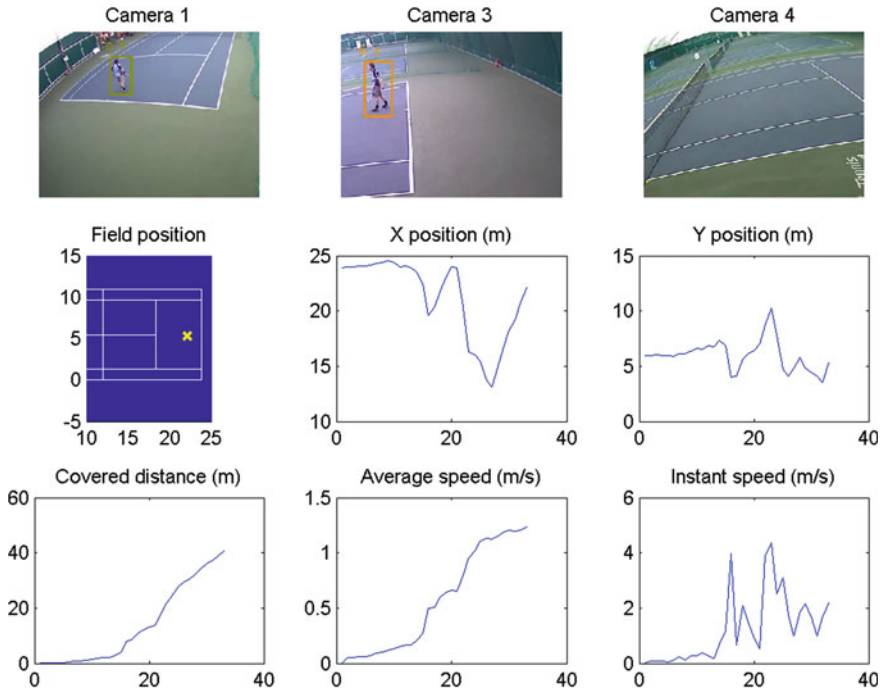 Camera 1
Camera 3
Camera 4
Field position
X position (m)
Y position (m)
15
10
5
0
-5
10 15 20 25
25
20
15
10
0 20 40
15
10
5
0
0 20 40
Covered distance (m)
Average speed (m/s)
Instant speed (m/s)
60
40
20
0
0 20 40
1.5
1
0.5
0
0 20 40
6
4
2
0
0 20 40
Tennis